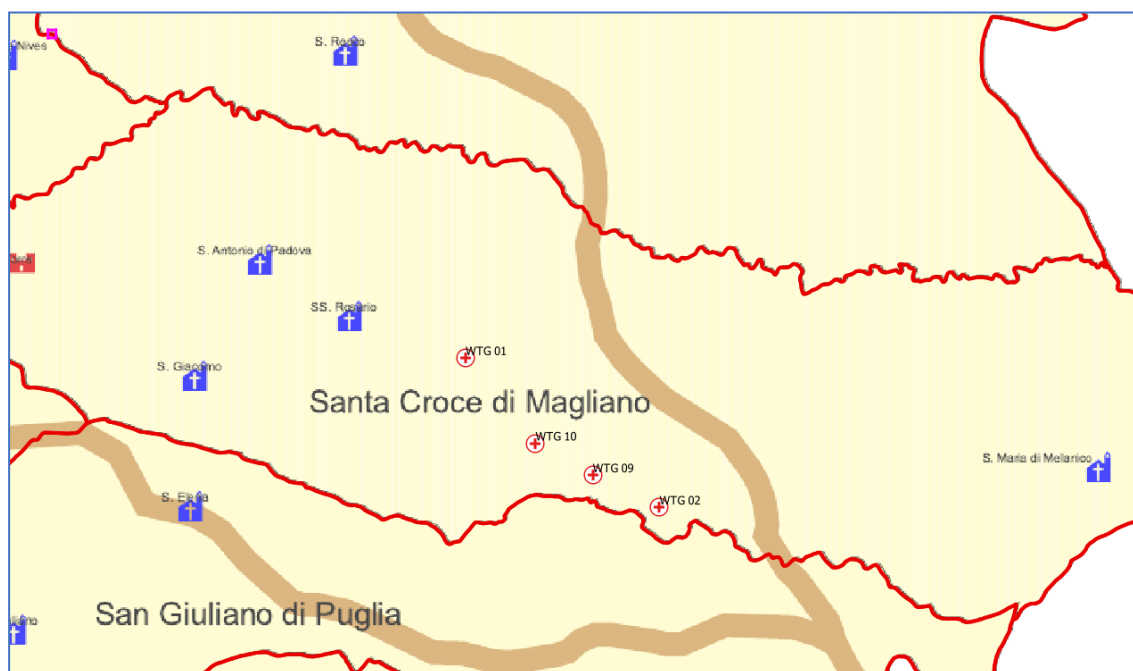 Nives
S. Rocco
S. Antonio di Padova
SS. Rosario
WTG 01
S. Giacomo
Santa Croce di Magliano
WTG 10
WTG 09
S. Maria di Melanico
S. Elena
WTG 02
San Giuliano di Puglia